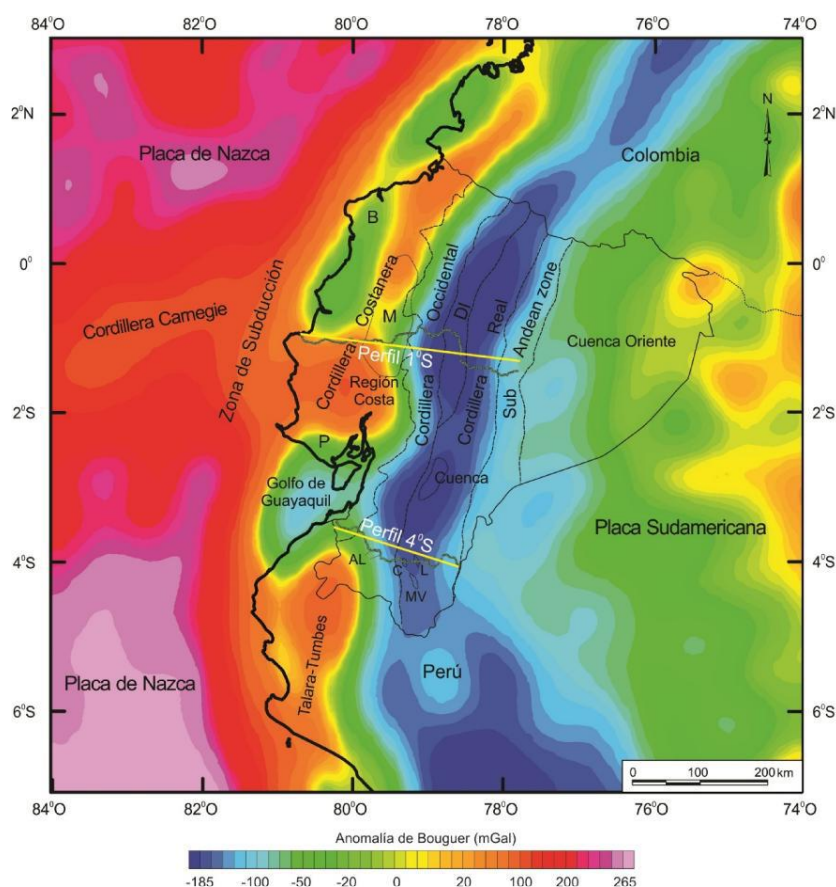 84°O
82°O
80°O
78°O
76°O
74°O
2°N
2°N
N
Placa de Nazca
Colombia
B
0°
0°
Zona de Subducción
Cordillera Carnegie
Costanera
Cordillera
M
Occidental
Cordillera
DI
Real
Cordillera
Andean zone
Sub
Cuenca Oriente
Perfil 1°S
Región
Costa
2°S
2°S
P
Golfo de
Guayaquil
Cuenca
Placa Sudamericana
Perfil 4°S
4°S
4°S
AL
C
L
MV
Talara-Tumbes
Perú
Placa de Nazca
6°S
6°S
0 100 200 km
84°O
82°O
80°O
78°O
76°O
74°O
Anomalía de Bouguer (mGal)
-185 -100 -50 -20 0 20 100 200 265